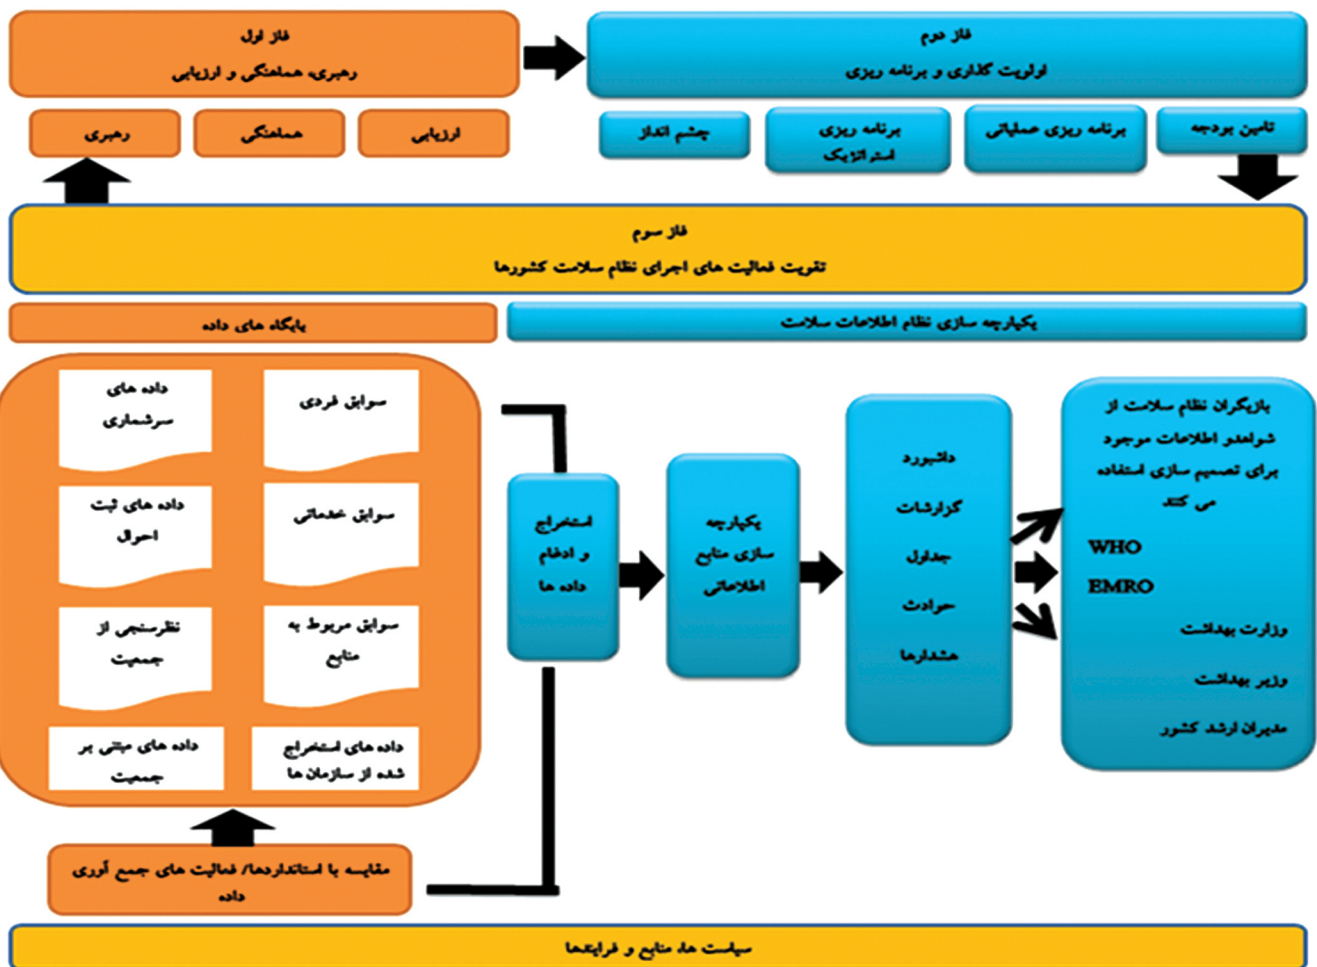 فاز اول
رهبری، هماهنگی و ارزیابی
فاز دوم
اولویت گذاری و برنامه ریزی
رهبری
هماهنگی
ارزیابی
چشم انداز
برنامه ریزی
استراتژیک
برنامه ریزی عملیاتی
تامین بودجه
فاز سوم
تقویت فعالیت های اجرای نظام سلامت کشورها
پایگاه های داده
یکپارچه سازی نظام اطلاعات سلامت
داده های
سرشماری
سوابق فردی
داده های ثبت
احوال
سوابق خدماتی
نظرسنجی از
جمعیت
سوابق مربوط به
منابع
داده های مبتنی بر
جمعیت
داده های استخراج
شده از سازمان ها
مقایسه با استانداردها/ فعالیت های جمع آوری
داده
استخراج
و ادغام
داده ها
یکپارچه
سازی منابع
اطلاعاتی
داشبورد
گزارشات
جداول
حوادث
هشدارها
بازیگران نظام سلامت از
شواهدو اطلاعات موجود
برای تصمیم سازی استفاده
می کنند
WHO
EMRO
وزارت بهداشت
وزیر بهداشت
مدیران ارشد کشور
سیاست ها، منابع و فرایندها